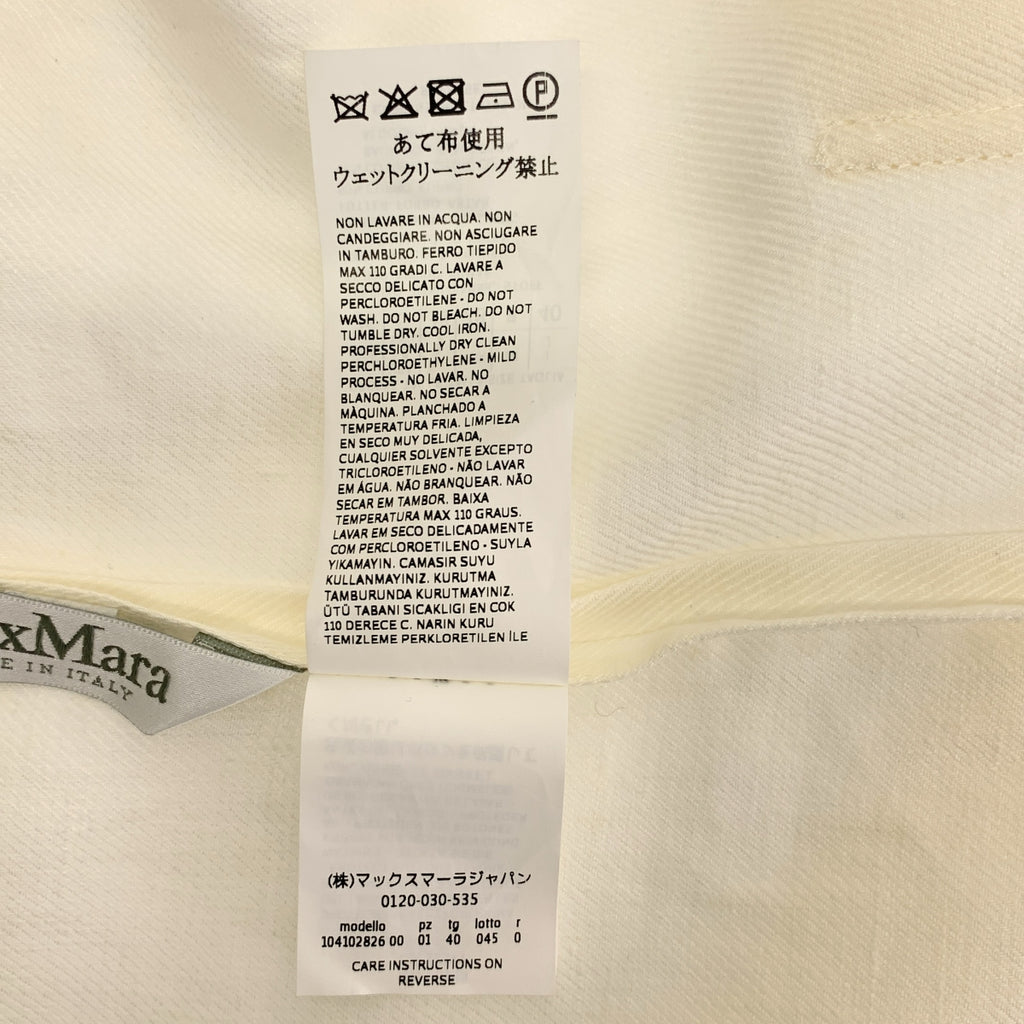 P
あて布使用
ウェットクリーニング禁止
NON LAVARE IN ACQUA. NON
CANDEGGIARE. NON ASCIUGARE
IN TAMBURO. FERRO TIEPIDO
MAX 110 GRADI C. LAVARE A
SECCO DELICATO CON
PERCLOROETILENE - DO NOT
WASH. DO NOT BLEACH. DO NOT
TUMBLE DRY. COOL IRON.
PROFESSIONALLY DRY CLEAN
PERCHLOROETHYLENE - MILD
PROCESS - NO LAVAR. NO
BLANQUEAR. NO SECAR A
MÀQUINA. PLANCHADO A
TEMPERATURA FRIA. LIMPIEZA
EN SECO MUY DELICADA,
CUALQUIER SOLVENTE EXCEPTO
TRICLOROETILENO - NÃO LAVAR
EM ÁGUA. NÃO BRANQUEAR. NÃO
SECAR EM TAMBOR. BAIXA
TEMPERATURA MAX 110 GRAUS.
LAVAR EM SECO DELICADAMENTE
COM PERCLOROETILENO - SUYLA
YIKAMAYIN. CAMASIR SUYU
KULLANMAYINIZ. KURUTMA
TAMBURUNDA KURUTMAYINIZ.
ÜTÜ TABANI SICAKLIGI EN COK
110 DERECE C. NARIN KURU
TEMIZLEME PERKLORETILEN İLE
xMara
E IN ITALY
(株)マックスマーラジャパン
0120-030-535
modello pz tg lotto r
104102826 00 01 40 045 0
CARE INSTRUCTIONS ON
REVERSE